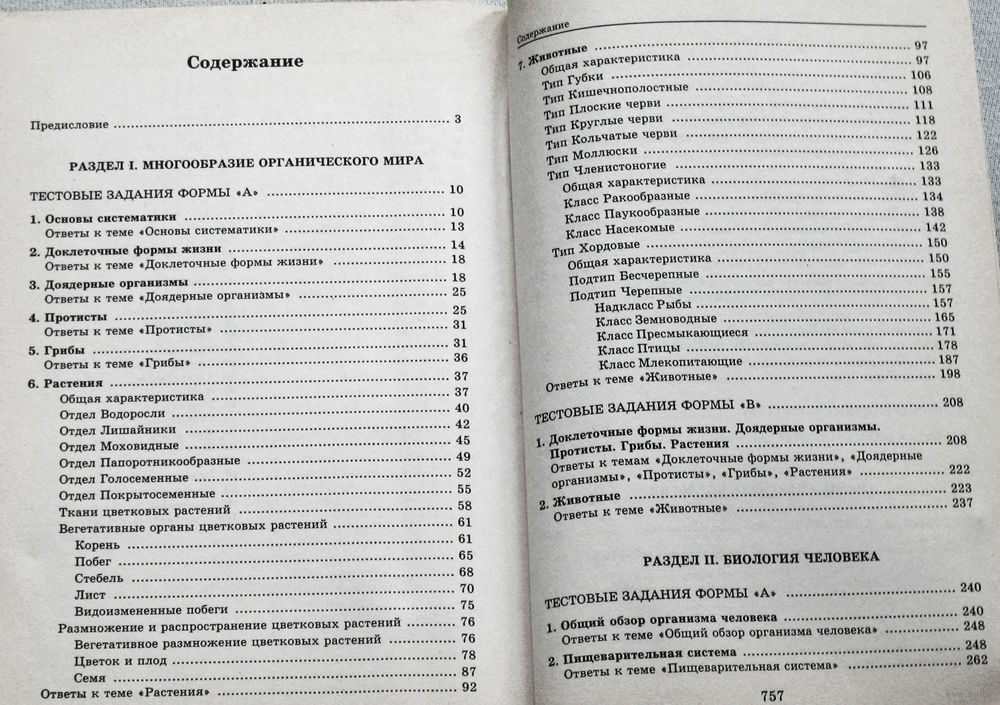 Содержание
Предисловие ........ 3
РАЗДЕЛ I. МНОГООБРАЗИЕ ОРГАНИЧЕСКОГО МИРА
ТЕСТОВЫЕ ЗАДАНИЯ ФОРМЫ «А» ........ 10
1. Основы систематики ........ 10
Ответы к теме «Основы систематики» ........ 13
2. Доклеточные формы жизни ........ 14
Ответы к теме «Доклеточные формы жизни» ........ 18
3. Доядерные организмы ........ 18
Ответы к теме «Доядерные организмы» ........ 25
4. Протисты ........ 25
Ответы к теме «Протисты» ........ 31
5. Грибы ........ 31
Ответы к теме «Грибы» ........ 36
6. Растения ........ 37
Общая характеристика ........ 37
Отдел Водоросли ........ 40
Отдел Лишайники ........ 42
Отдел Моховидные ........ 45
Отдел Папоротникообразные ........ 49
Отдел Голосеменные ........ 52
Отдел Покрытосеменные ........ 55
Ткани цветковых растений ........ 58
Вегетативные органы цветковых растений ........ 61
Корень ........ 61
Побег ........ 65
Стебель ........ 68
Лист ........ 70
Видоизмененные побеги ........ 75
Размножение и распространение цветковых растений ........ 76
Вегетативное размножение цветковых растений ........ 76
Цветок и плод ........ 78
Семя ........ 87
Ответы к теме «Растения» ........ 92
Содержание
7. Животные ........ 97
Общая характеристика ........ 97
Тип Губки ........ 106
Тип Кишечнополостные ........ 108
Тип Плоские черви ........ 111
Тип Круглые черви ........ 118
Тип Кольчатые черви ........ 122
Тип Моллюски ........ 126
Тип Членистоногие ........ 133
Общая характеристика ........ 133
Класс Ракообразные ........ 134
Класс Паукообразные ........ 138
Класс Насекомые ........ 142
Тип Хордовые ........ 150
Общая характеристика ........ 150
Подтип Бесчерепные ........ 155
Подтип Черепные ........ 157
Надкласс Рыбы ........ 157
Класс Земноводные ........ 165
Класс Пресмыкающиеся ........ 171
Класс Птицы ........ 178
Класс Млекопитающие ........ 187
Ответы к теме «Животные» ........ 198
ТЕСТОВЫЕ ЗАДАНИЯ ФОРМЫ «В» ........ 208
1. Доклеточные формы жизни. Доядерные организмы.
Протисты. Грибы. Растения ........ 208
Ответы к темам «Доклеточные формы жизни», «Доядерные
организмы», «Протисты», «Грибы», «Растения» ........ 222
2. Животные ........ 223
Ответы к теме «Животные» ........ 237
РАЗДЕЛ II. БИОЛОГИЯ ЧЕЛОВЕКА
ТЕСТОВЫЕ ЗАДАНИЯ ФОРМЫ «А» ........ 240
1. Общий обзор организма человека ........ 240
Ответы к теме «Общий обзор организма человека» ........ 248
2. Пищеварительная система ........ 248
Ответы к теме «Пищеварительная система» ........ 262
757